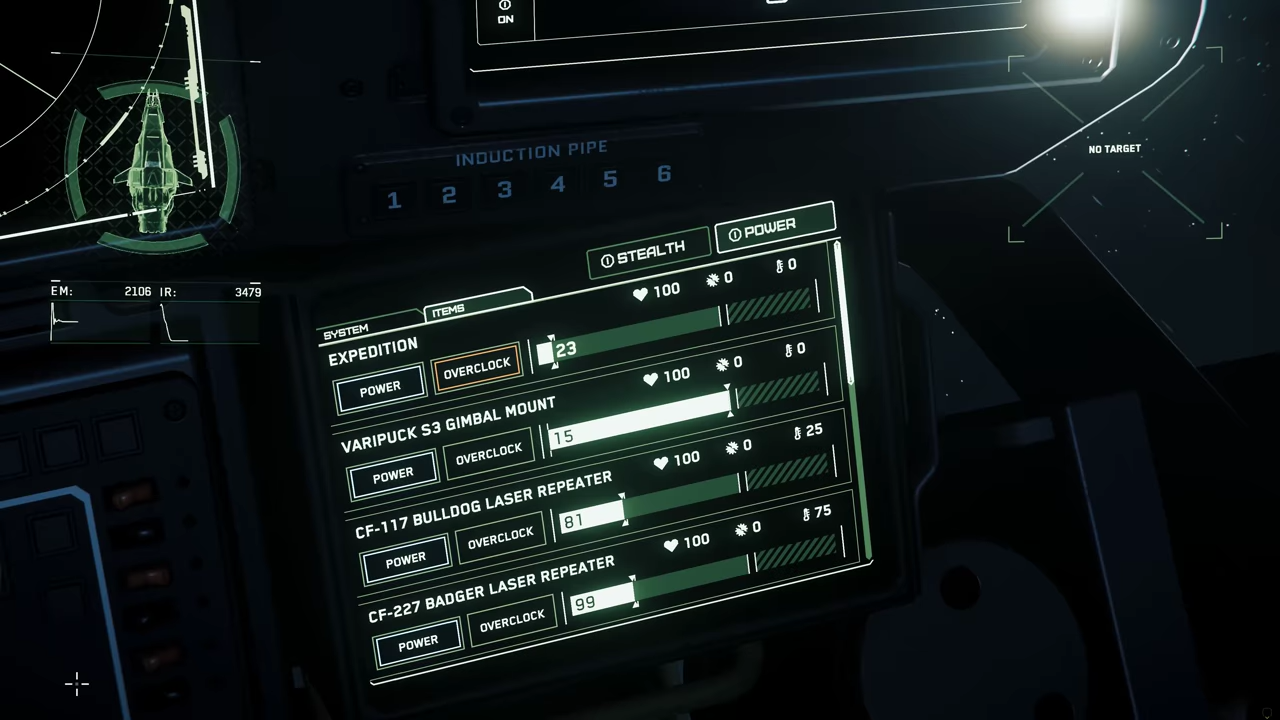 ON
INDUCTION PIPE
1 2 3 4 5 6
NO TARGET
STEALTH POWER
EM: 2106 IR: 3479
SYSTEM ITEMS
EXPEDITION 100 0 0
POWER OVERCLOCK 23
VARIPUCK S3 GIMBAL MOUNT 100 0 0
POWER OVERCLOCK 15
CF-117 BULLDOG LASER REPEATER 100 0 25
POWER OVERCLOCK 81
CF-227 BADGER LASER REPEATER 100 0 75
POWER OVERCLOCK 99